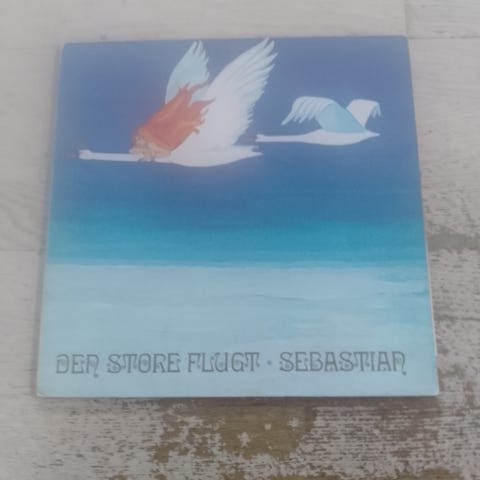 DEN STORE FLUGT · SEBASTIAN